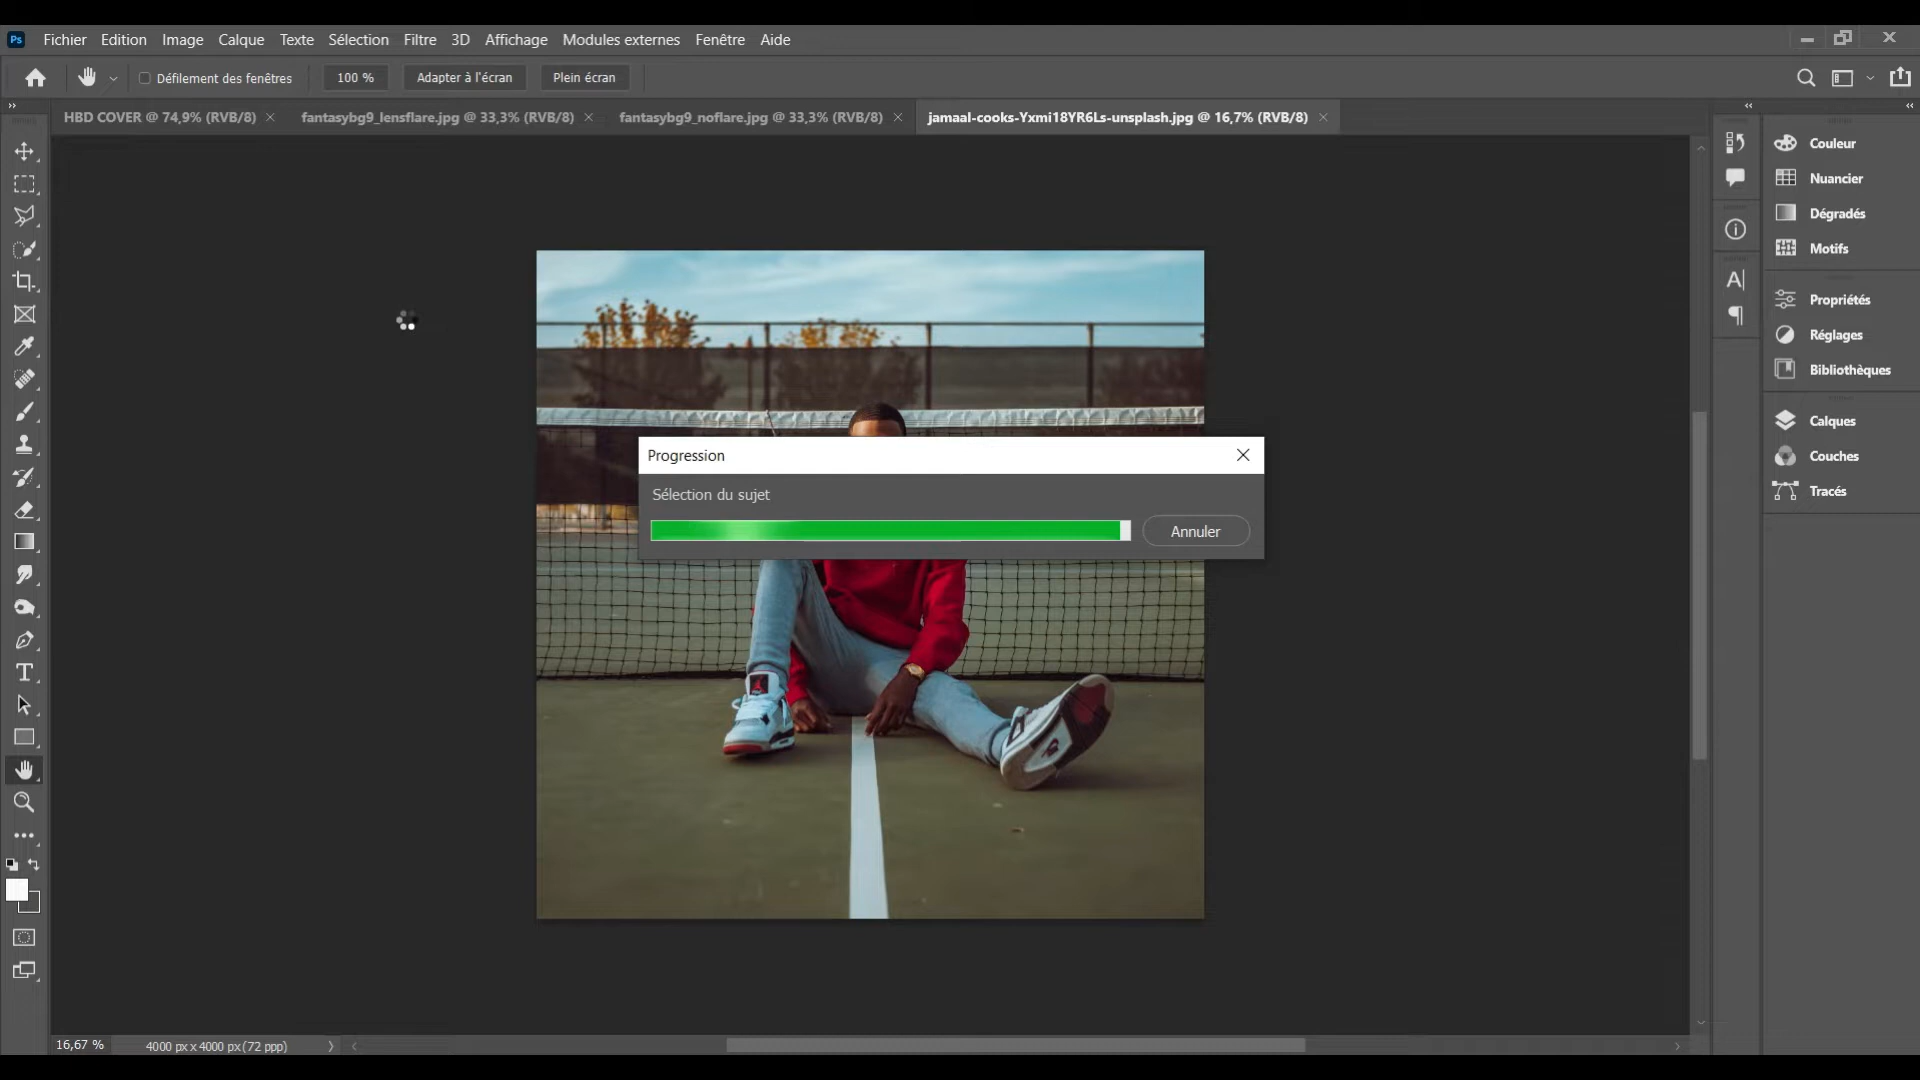 Ps Fichier Edition Image Calque Texte Sélection Filtre 3D Affichage Modules externes Fenêtre Aide
Défilement des fenêtres 100 % Adapter à l'écran Plein écran
HBD COVER @ 74,9% (RVB/8) fantasybg9_lensflare.jpg @ 33,3% (RVB/8) fantasybg9_noflare.jpg @ 33,3% (RVB/8) jamaal-cooks-Yxmi18YR6Ls-unsplash.jpg @ 16,7% (RVB/8)
Couleur
Nuancier
Dégradés
Motifs
Propriétés
Réglages
Bibliothèques
Calques
Couches
Tracés
Progression
Sélection du sujet
Annuler
16,67 % 4000 px x 4000 px (72 ppp)